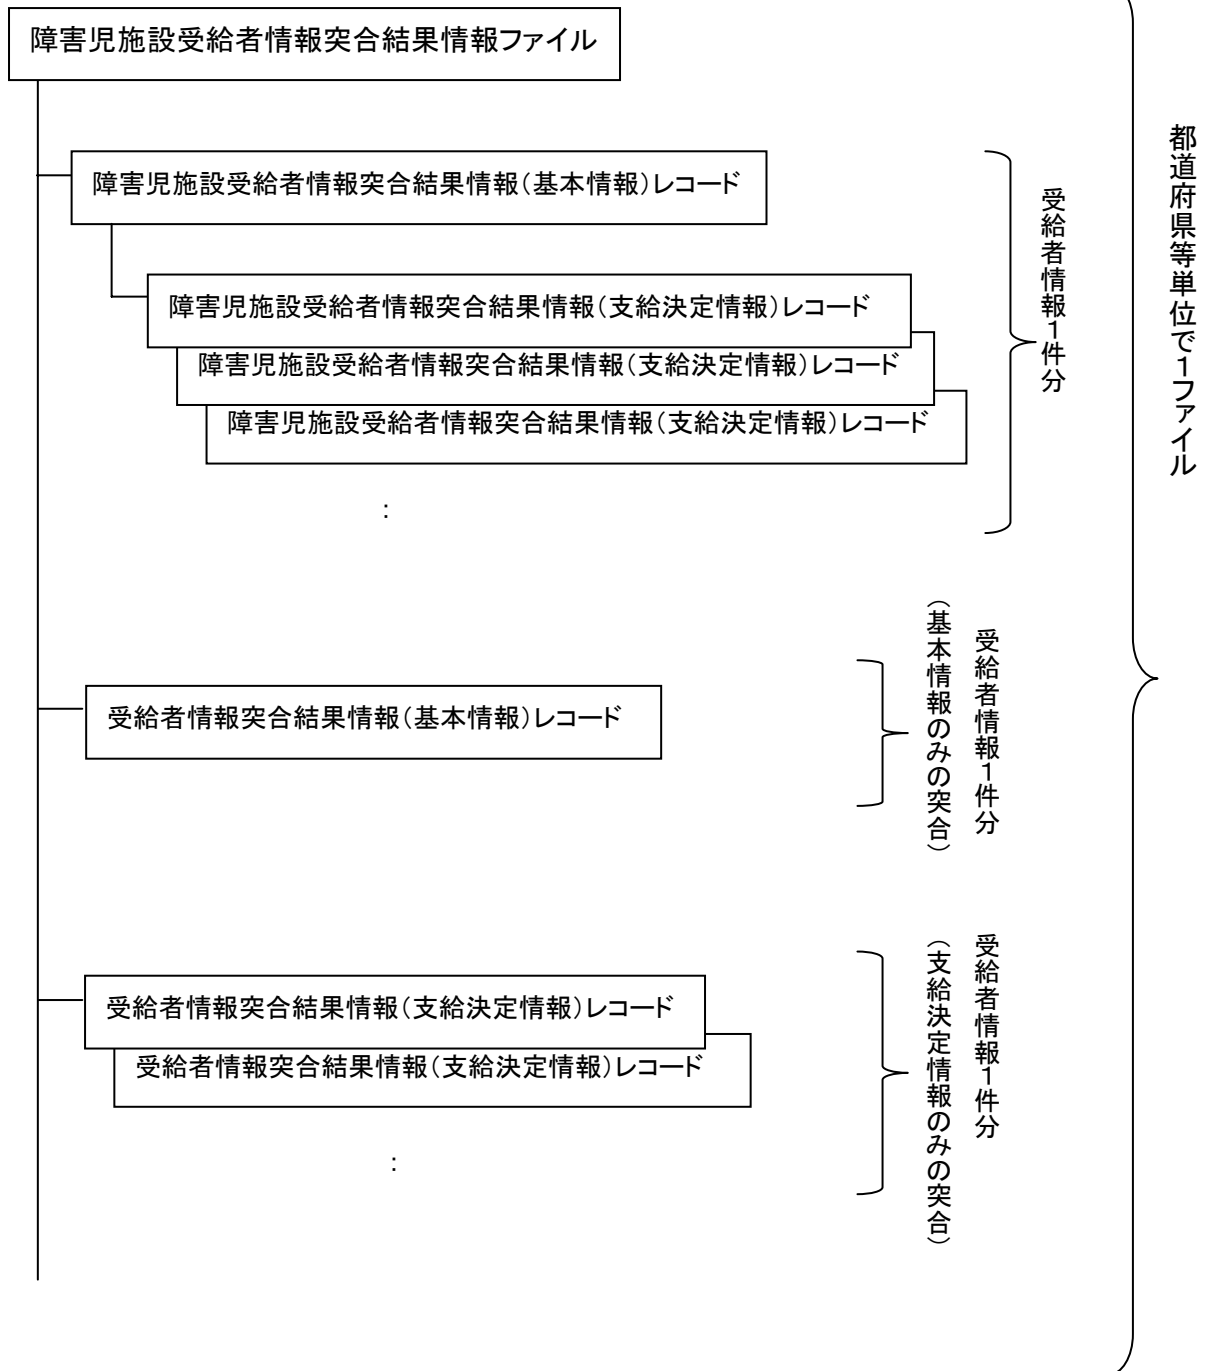 障害児施設受給者情報突合結果情報ファイル
障害児施設受給者情報突合結果情報（基本情報）レコード
障害児施設受給者情報突合結果情報（支給決定情報）レコード
障害児施設受給者情報突合結果情報（支給決定情報）レコード
障害児施設受給者情報突合結果情報（支給決定情報）レコード
：
受給者情報１件分
都道府県等単位で１ファイル
受給者情報突合結果情報（基本情報）レコード
受給者情報１件分
（基本情報のみの突合）
受給者情報突合結果情報（支給決定情報）レコード
受給者情報突合結果情報（支給決定情報）レコード
：
受給者情報１件分
（支給決定情報のみの突合）